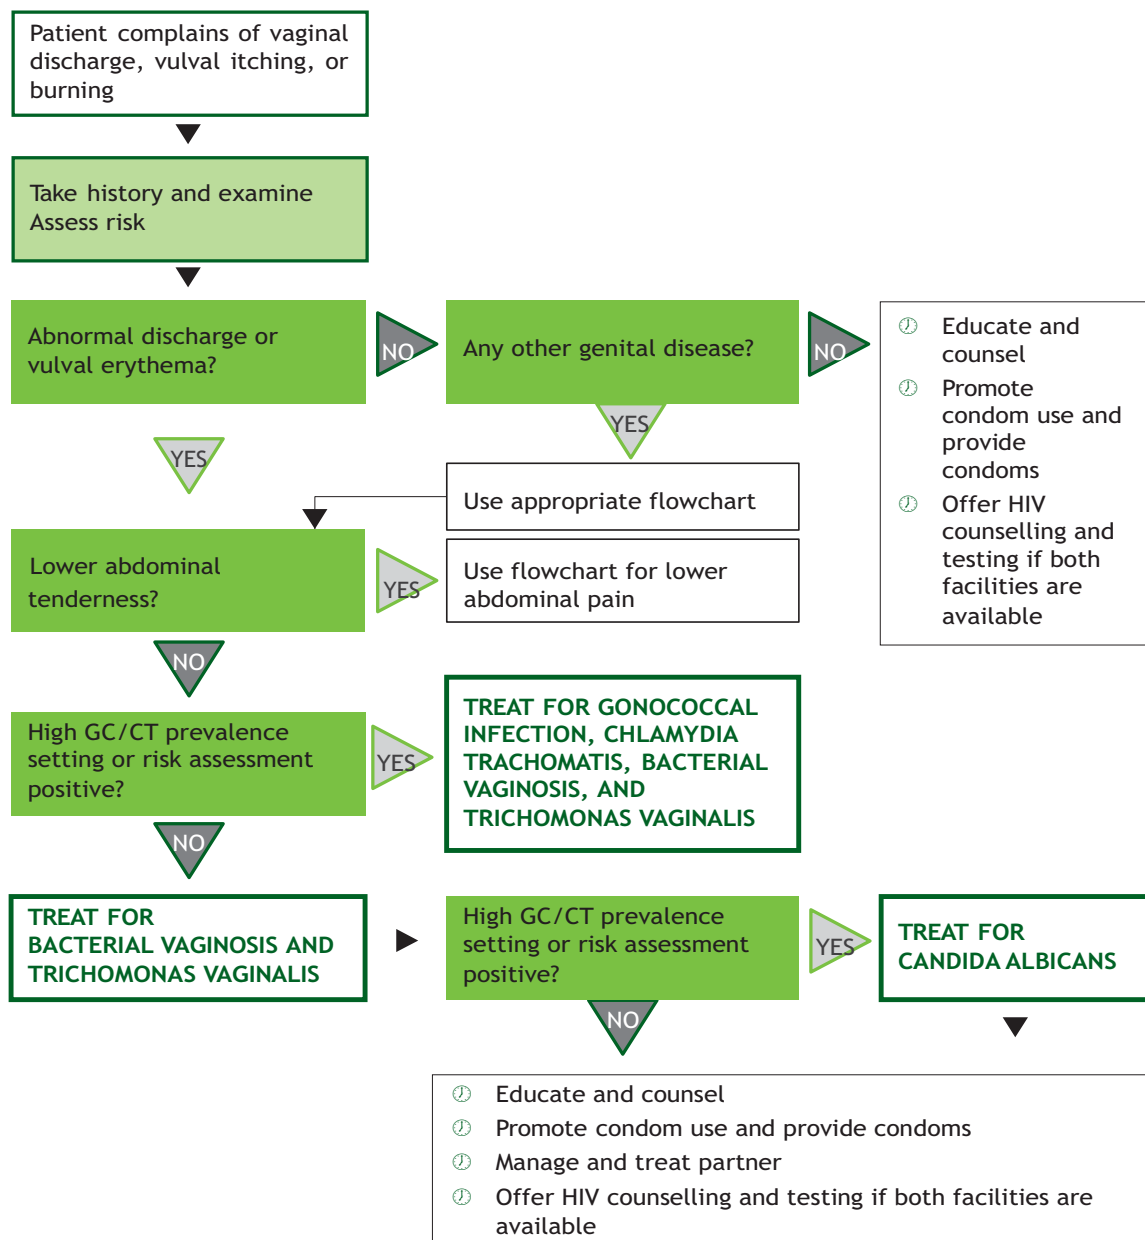 Patient complains of vaginal
discharge, vulval itching, or
burning
Take history and examine
Assess risk
Abnormal discharge or
vulval erythema?
NO
Any other genital disease?
NO
Educate and
counsel
Promote
condom use and
provide
condoms
Offer HIV
counselling and
testing if both
facilities are
available
YES
YES
Use appropriate flowchart
Lower abdominal
tenderness?
YES
Use flowchart for lower
abdominal pain
NO
High GC/CT prevalence
setting or risk assessment
positive?
YES
TREAT FOR GONOCOCCAL
INFECTION, CHLAMYDIA
TRACHOMATIS, BACTERIAL
VAGINOSIS, AND
TRICHOMONAS VAGINALIS
NO
TREAT FOR
BACTERIAL VAGINOSIS AND
TRICHOMONAS VAGINALIS
High GC/CT prevalence
setting or risk assessment
positive?
YES
TREAT FOR
CANDIDA ALBICANS
NO
Educate and counsel
Promote condom use and provide condoms
Manage and treat partner
Offer HIV counselling and testing if both facilities are
available